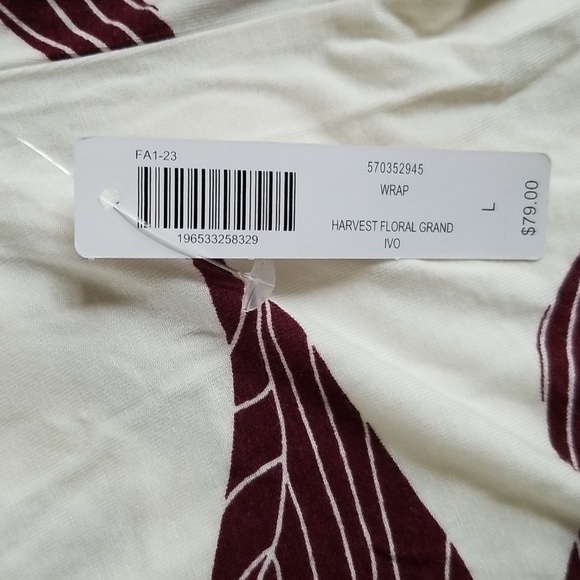 FA1-23
196533258329
570352945
WRAP
HARVEST FLORAL GRAND
IVO
L
$79.00